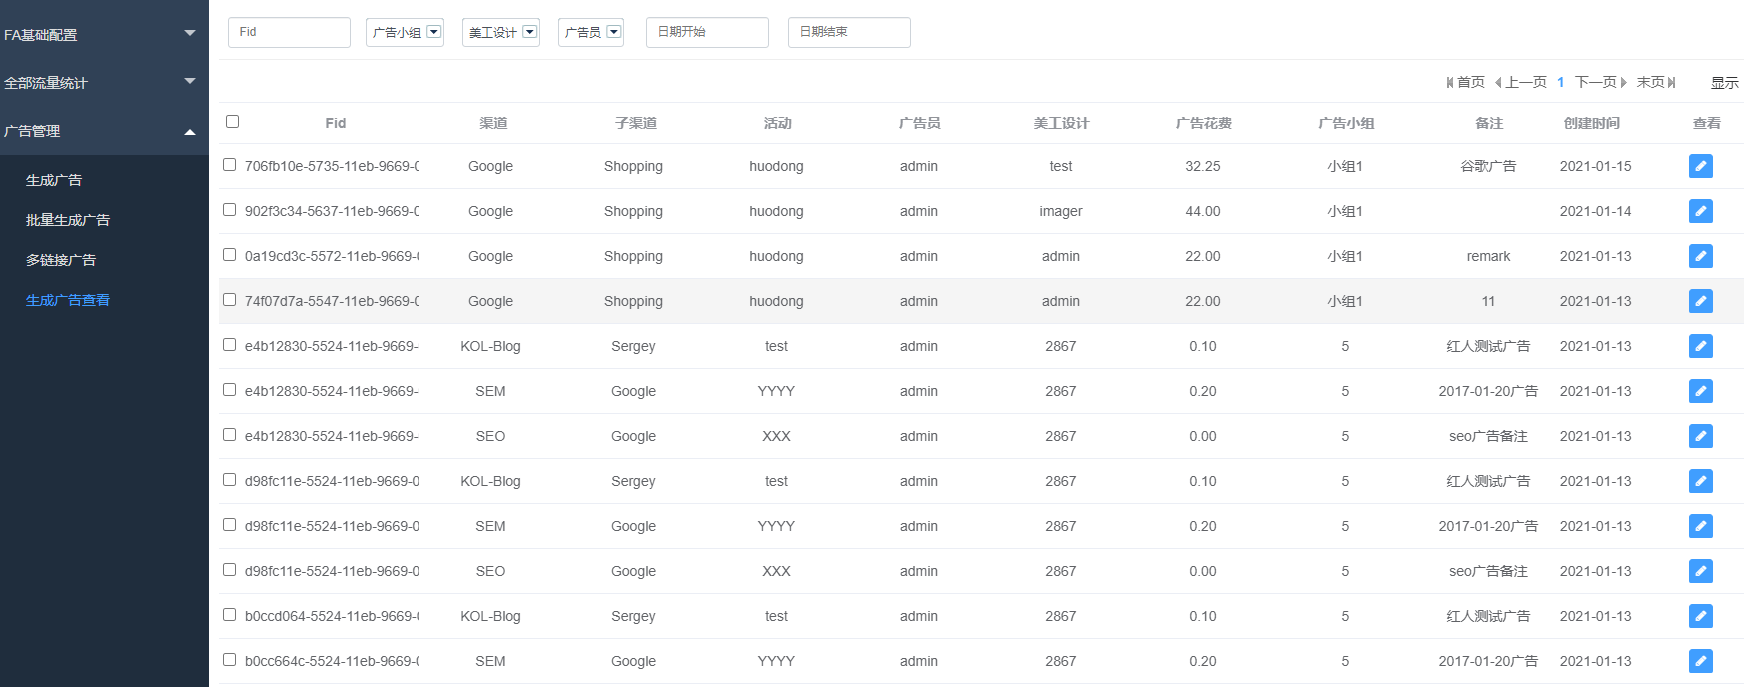 FA基础配置
全部流量统计
广告管理
生成广告
批量生成广告
多链接广告
生成广告查看
Fid 广告小组 美工设计 广告员 日期开始 日期结束
首页 上一页 1 下一页 末页 显示
Fid 渠道 子渠道 活动 广告员 美工设计 广告花费 广告小组 备注 创建时间 查看
706fb10e-5735-11eb-9669-0 Google Shopping huodong admin test 32.25 小组1 谷歌广告 2021-01-15
902f3c34-5637-11eb-9669-0 Google Shopping huodong admin imager 44.00 小组1 2021-01-14
0a19cd3c-5572-11eb-9669-0 Google Shopping huodong admin admin 22.00 小组1 remark 2021-01-13
74f07d7a-5547-11eb-9669-0 Google Shopping huodong admin admin 22.00 小组1 11 2021-01-13
e4b12830-5524-11eb-9669- KOL-Blog Sergey test admin 2867 0.10 5 红人测试广告 2021-01-13
e4b12830-5524-11eb-9669- SEM Google YYYY admin 2867 0.20 5 2017-01-20广告 2021-01-13
e4b12830-5524-11eb-9669- SEO Google XXX admin 2867 0.00 5 seo广告备注 2021-01-13
d98fc11e-5524-11eb-9669-0 KOL-Blog Sergey test admin 2867 0.10 5 红人测试广告 2021-01-13
d98fc11e-5524-11eb-9669-0 SEM Google YYYY admin 2867 0.20 5 2017-01-20广告 2021-01-13
d98fc11e-5524-11eb-9669-0 SEO Google XXX admin 2867 0.00 5 seo广告备注 2021-01-13
b0ccd064-5524-11eb-9669-0 KOL-Blog Sergey test admin 2867 0.10 5 红人测试广告 2021-01-13
b0cc664c-5524-11eb-9669-0 SEM Google YYYY admin 2867 0.20 5 2017-01-20广告 2021-01-13